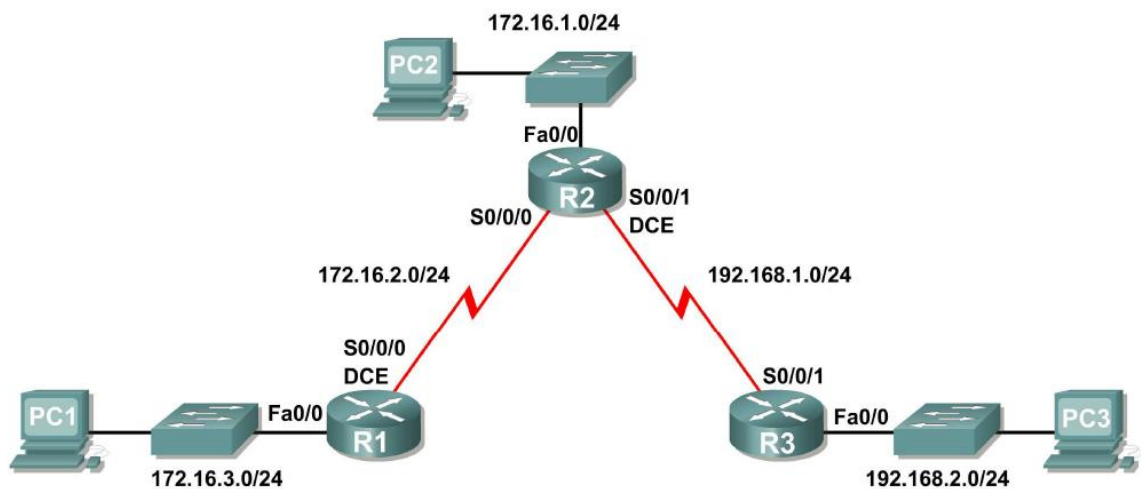 172.16.1.0/24
PC2
Fa0/0
R2
S0/0/0
S0/0/1
DCE
172.16.2.0/24
192.168.1.0/24
S0/0/0
DCE
S0/0/1
PC1
Fa0/0
R1
R3
Fa0/0
PC3
172.16.3.0/24
192.168.2.0/24